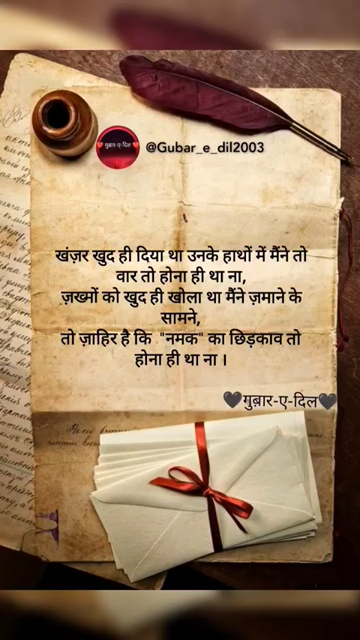 गुब़ार-ए-दिल
@Gubar_e_dil2003
खंज़र खुद ही दिया था उनके हाथों में मैंने तो
वार तो होना ही था ना,
ज़ख्मों को खुद ही खोला था मैंने ज़माने के
सामने,
तो ज़ाहिर है कि  "नमक" का छिड़काव तो
होना ही था ना ।
🖤गुब़ार-ए-दिल🖤